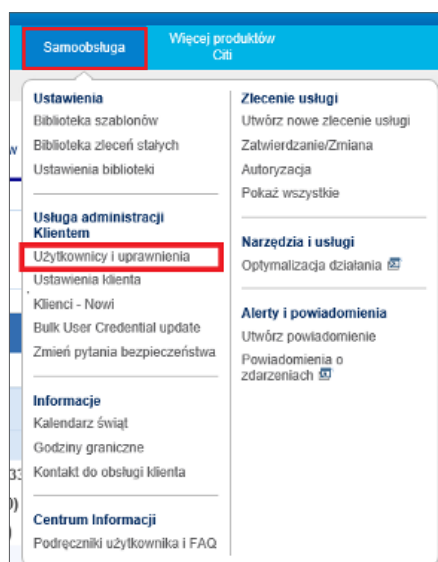 Samoobsługa
Więcej produktów
Citi
Ustawienia
Biblioteka szablonów
Biblioteka zleceń stałych
Ustawienia biblioteki
Usługa administracji
Klientem
Użytkownicy i uprawnienia
Ustawienia klienta
Klienci - Nowi
Bulk User Credential update
Zmień pytania bezpieczeństwa
Informacje
Kalendarz świąt
Godziny graniczne
Kontakt do obsługi klienta
Centrum Informacji
Podręczniki użytkownika i FAQ
Zlecenie usługi
Utwórz nowe zlecenie usługi
Zatwierdzanie/Zmiana
Autoryzacja
Pokaż wszystkie
Narzędzia i usługi
Optymalizacja działania
Alerty i powiadomienia
Utwórz powiadomienie
Powiadomienia o
zdarzeniach
w
33
0)
)